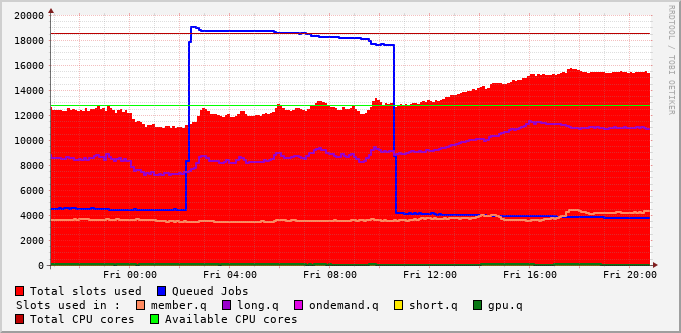 20000
18000
16000
14000
12000
10000
8000
6000
4000
2000
0
Fri 00:00 Fri 04:00 Fri 08:00 Fri 12:00 Fri 16:00 Fri 20:00
RRDTOOL / TOBI OETIKER
Total slots used Queued Jobs
Slots used in : member.q long.q ondemand.q short.q gpu.q
Total CPU cores Available CPU cores